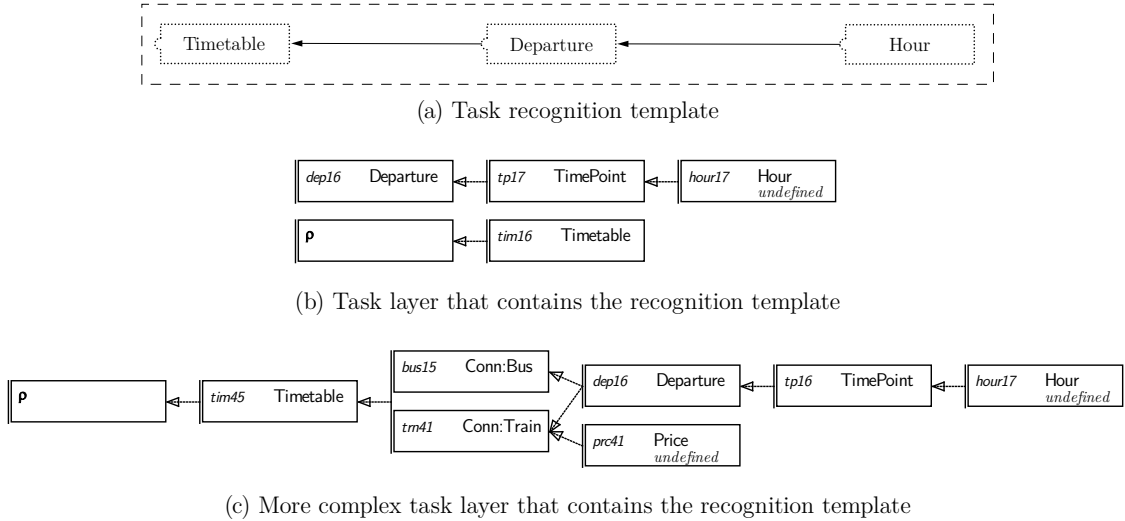 Timetable Departure Hour
(a) Task recognition template
dep16 Departure tp17 TimePoint hour17 Hour
undefined
ρ tim16 Timetable
(b) Task layer that contains the recognition template
bus15 Conn:Bus
ρ tim45 Timetable dep16 Departure tp16 TimePoint hour17 Hour
undefined
trn41 Conn:Train prc41 Price
undefined
(c) More complex task layer that contains the recognition template